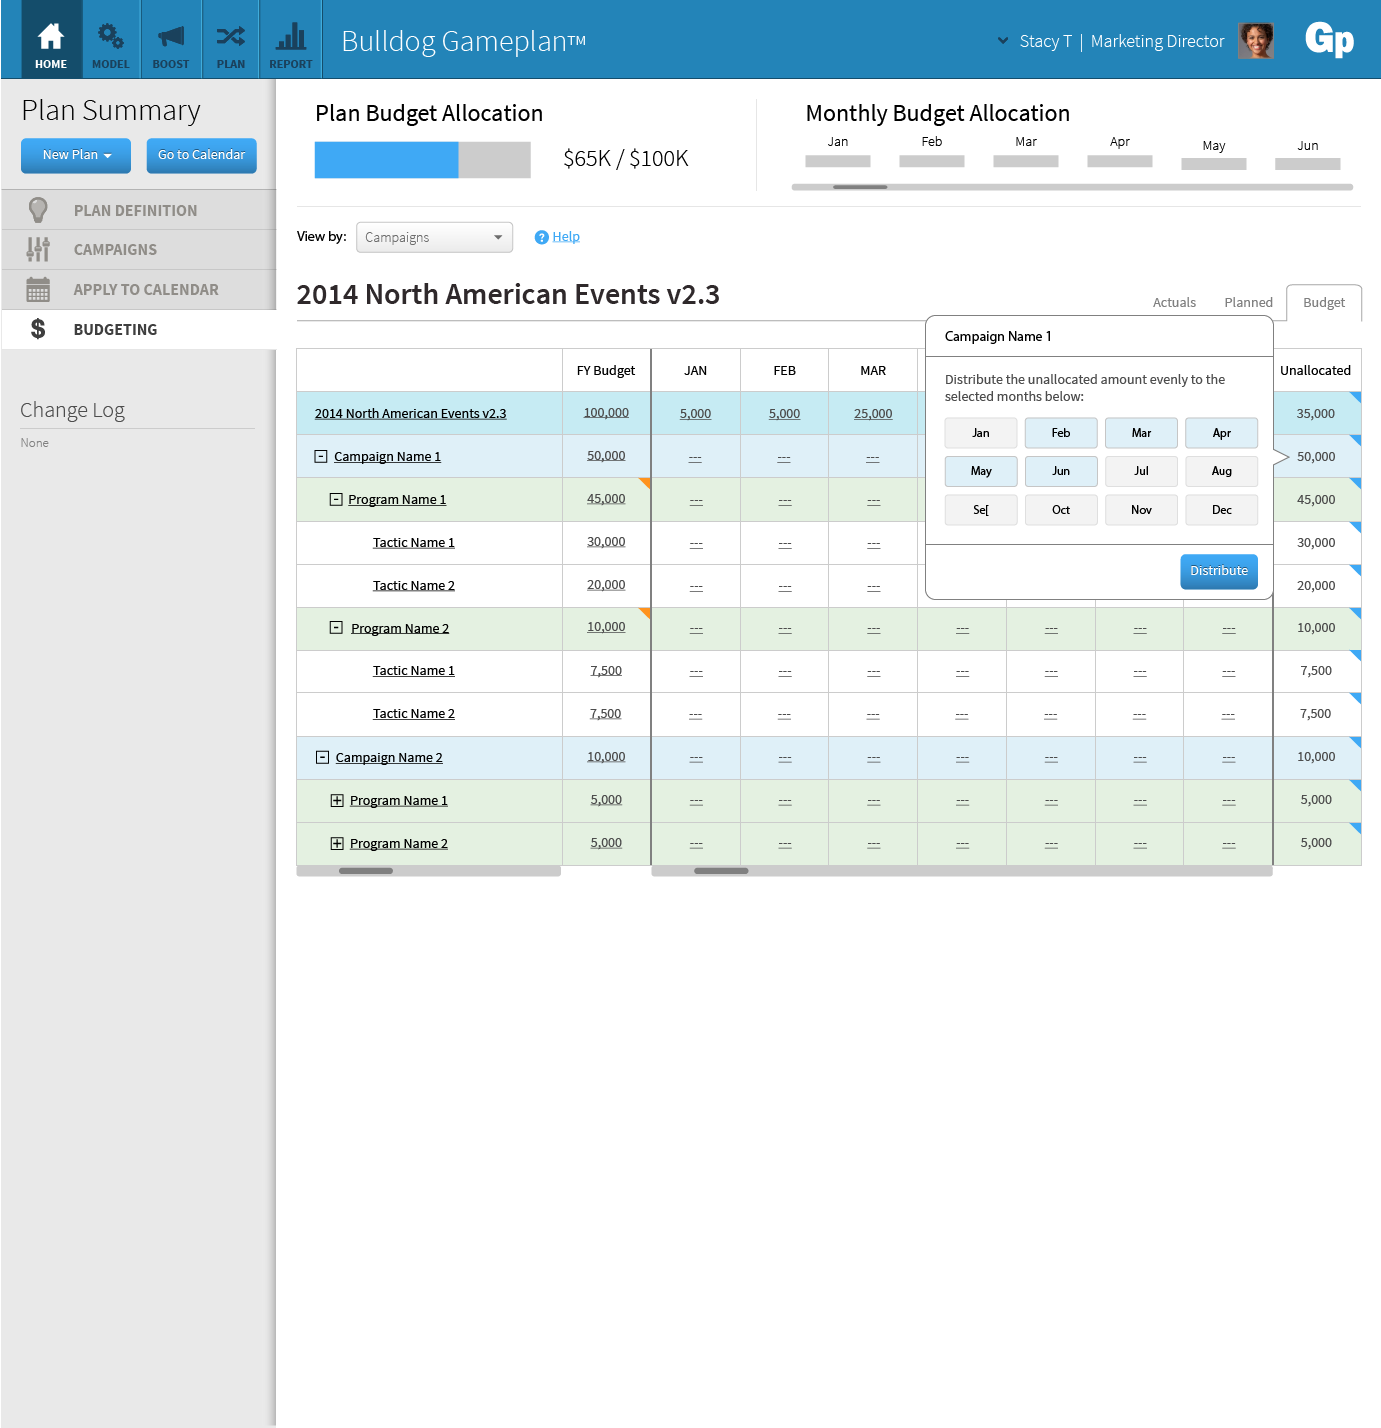 HOME
MODEL
BOOST
PLAN
REPORT
Bulldog Gameplan™
Stacy T | Marketing Director
Gp
Plan Summary
New Plan
Go to Calendar
PLAN DEFINITION
CAMPAIGNS
APPLY TO CALENDAR
$ BUDGETING
Change Log
None
Plan Budget Allocation
$65K / $100K
Monthly Budget Allocation
Jan Feb Mar Apr May Jun
View by: Campaigns ? Help
2014 North American Events v2.3
Actuals Planned Budget
FY Budget JAN FEB MAR Unallocated
2014 North American Events v2.3 100,000 5,000 5,000 25,000 35,000
Campaign Name 1 50,000 --- --- --- 50,000
Program Name 1 45,000 --- --- --- 45,000
Tactic Name 1 30,000 --- --- --- 30,000
Tactic Name 2 20,000 --- --- --- 20,000
Program Name 2 10,000 --- --- --- --- --- --- --- 10,000
Tactic Name 1 7,500 --- --- --- --- --- --- --- 7,500
Tactic Name 2 7,500 --- --- --- --- --- --- --- 7,500
Campaign Name 2 10,000 --- --- --- --- --- --- --- 10,000
Program Name 1 5,000 --- --- --- --- --- --- --- 5,000
Program Name 2 5,000 --- --- --- --- --- --- --- 5,000
Campaign Name 1
Distribute the unallocated amount evenly to the
selected months below:
Jan Feb Mar Apr
May Jun Jul Aug
Se[ Oct Nov Dec
Distribute